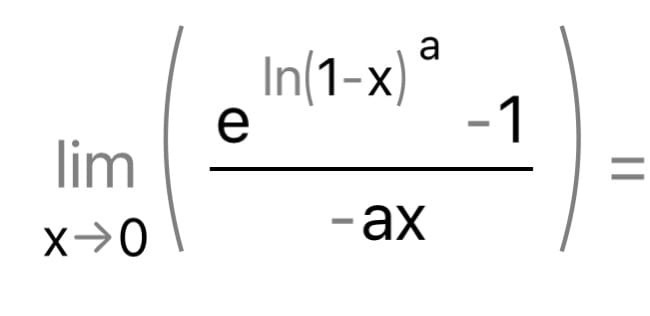 lim x→0 ( (e^(ln(1-x)^a) -1) / (-ax) ) =